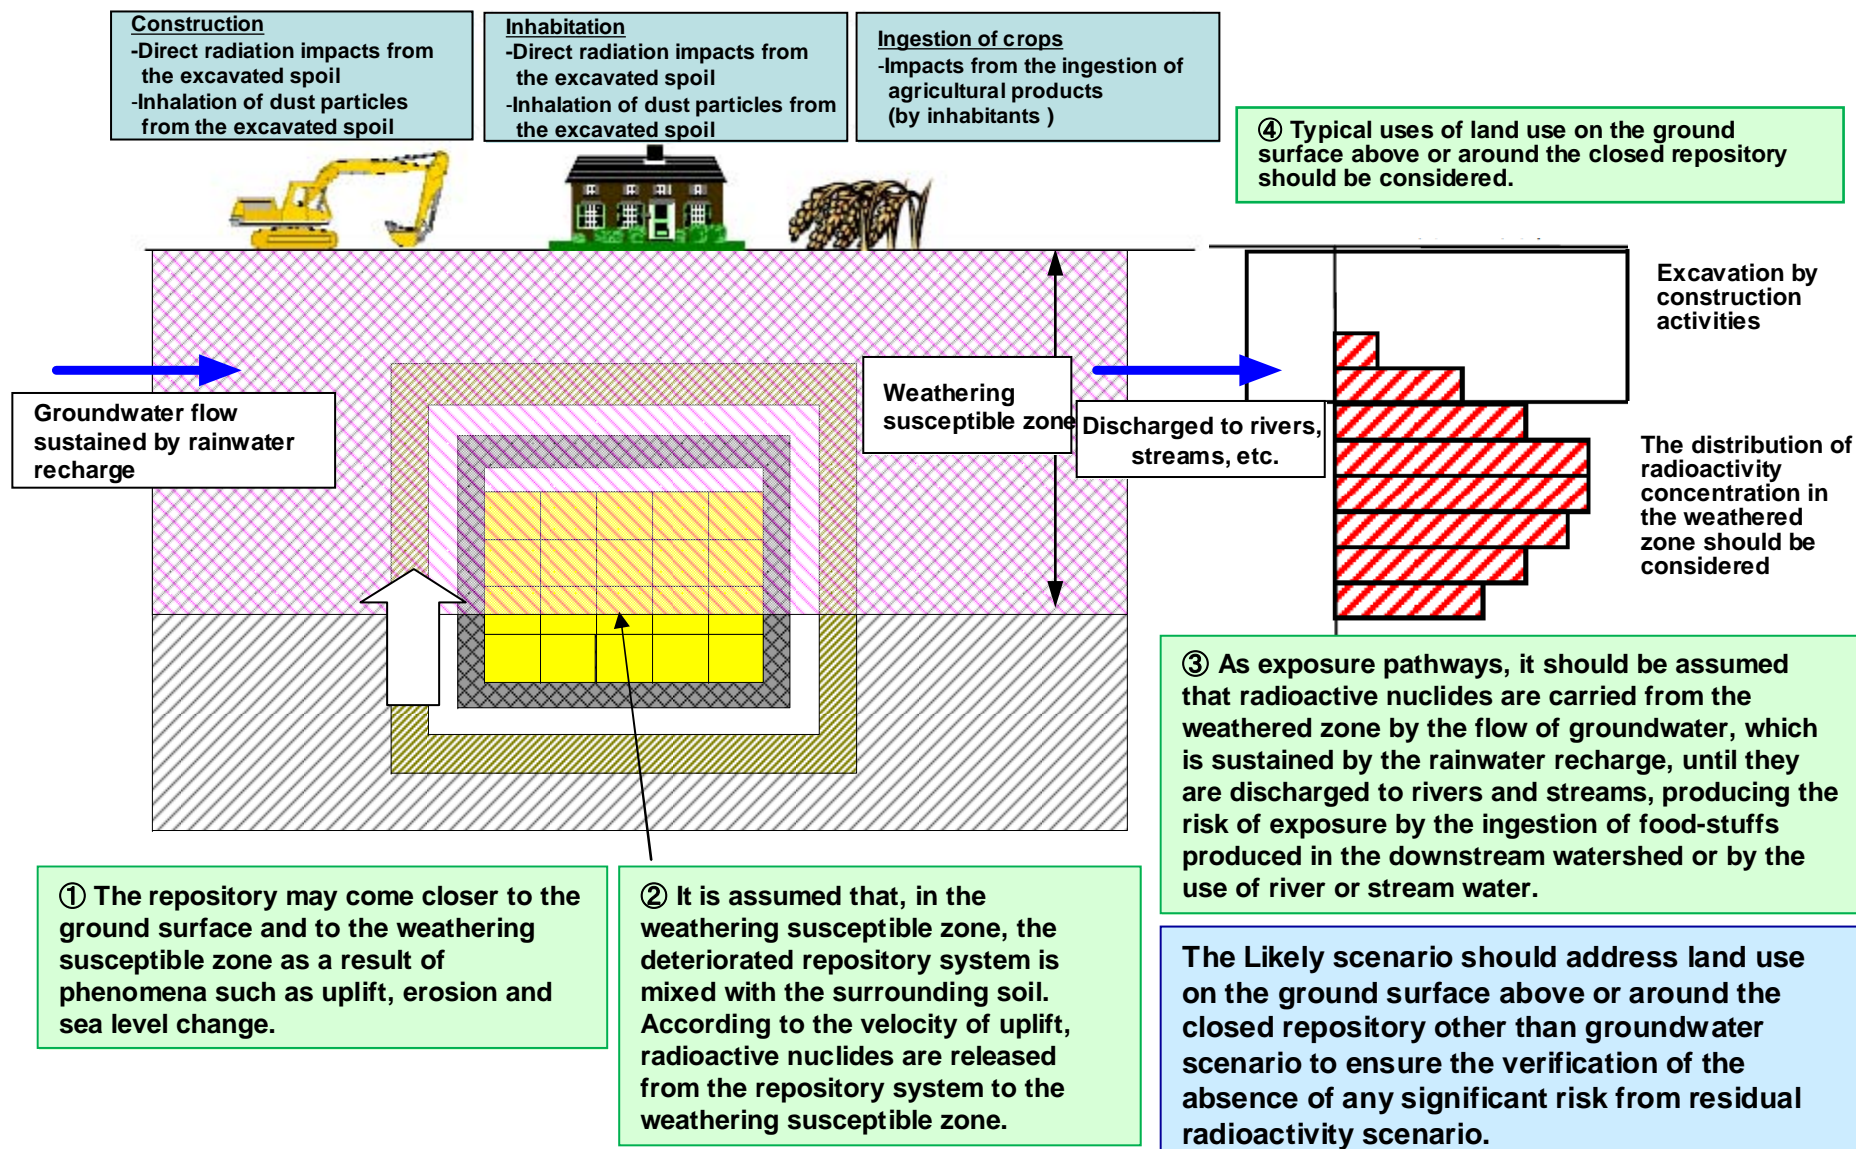 Construction
-Direct radiation impacts from
the excavated spoil
-Inhalation of dust particles
from the excavated spoil
Inhabitation
-Direct radiation impacts from
the excavated spoil
-Inhalation of dust particles from
the excavated spoil
Ingestion of crops
-Impacts from the ingestion of
agricultural products
(by inhabitants )
④ Typical uses of land use on the ground
surface above or around the closed repository
should be considered.
Excavation by
construction
activities
Groundwater flow
sustained by rainwater
recharge
Weathering
susceptible zone
Discharged to rivers,
streams, etc.
The distribution of
radioactivity
concentration in
the weathered
zone should be
considered
③ As exposure pathways, it should be assumed
that radioactive nuclides are carried from the
weathered zone by the flow of groundwater, which
is sustained by the rainwater recharge, until they
are discharged to rivers and streams, producing the
risk of exposure by the ingestion of food-stuffs
produced in the downstream watershed or by the
use of river or stream water.
① The repository may come closer to the
ground surface and to the weathering
susceptible zone as a result of
phenomena such as uplift, erosion and
sea level change.
② It is assumed that, in the
weathering susceptible zone, the
deteriorated repository system is
mixed with the surrounding soil.
According to the velocity of uplift,
radioactive nuclides are released
from the repository system to the
weathering susceptible zone.
The Likely scenario should address land use
on the ground surface above or around the
closed repository other than groundwater
scenario to ensure the verification of the
absence of any significant risk from residual
radioactivity scenario.